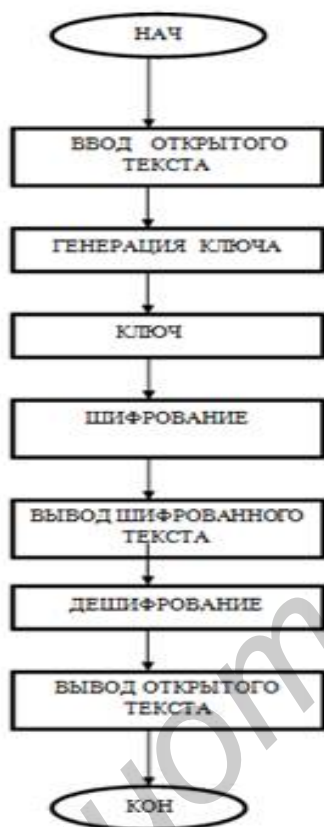 НАЧ
ВВОД ОТКРЫТОГО
ТЕКСТА
ГЕНЕРАЦИЯ КЛЮЧА
КЛЮЧ
ШИФРОВАНИЕ
ВЫВОД ШИФРОВАННОГО
ТЕКСТА
ДЕШИФРОВАНИЕ
ВЫВОД ОТКРЫТОГО
ТЕКСТА
КОН